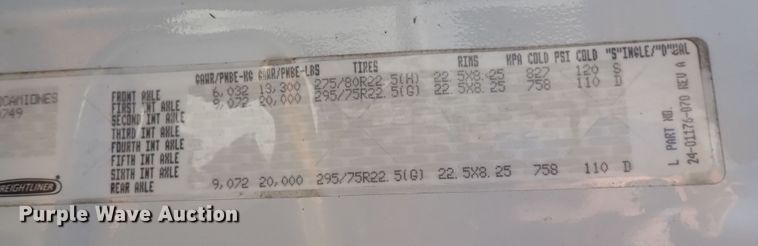 GAWR/PNBE-KG GAWR/PNBE-LBS TIRES RIMS KPA COLD PSI COLD "S"INGLE/"D"UAL
FRONT AXLE 6,032 13,300 275/80R22.5(H) 22.5X8.25 827 120 S
FIRST INT AXLE 9,072 20,000 295/75R22.5(G) 22.5X8.25 758 110 D
SECOND INT AXLE
THIRD INT AXLE
FOURTH INT AXLE
FIFTH INT AXLE
SIXTH INT AXLE
REAR AXLE 9,072 20,000 295/75R22.5(G) 22.5X8.25 758 110 D
OCAMIONES
0749
FREIGHTLINER
L PART NO.
24-01176-070 REV A
Purple Wave Auction